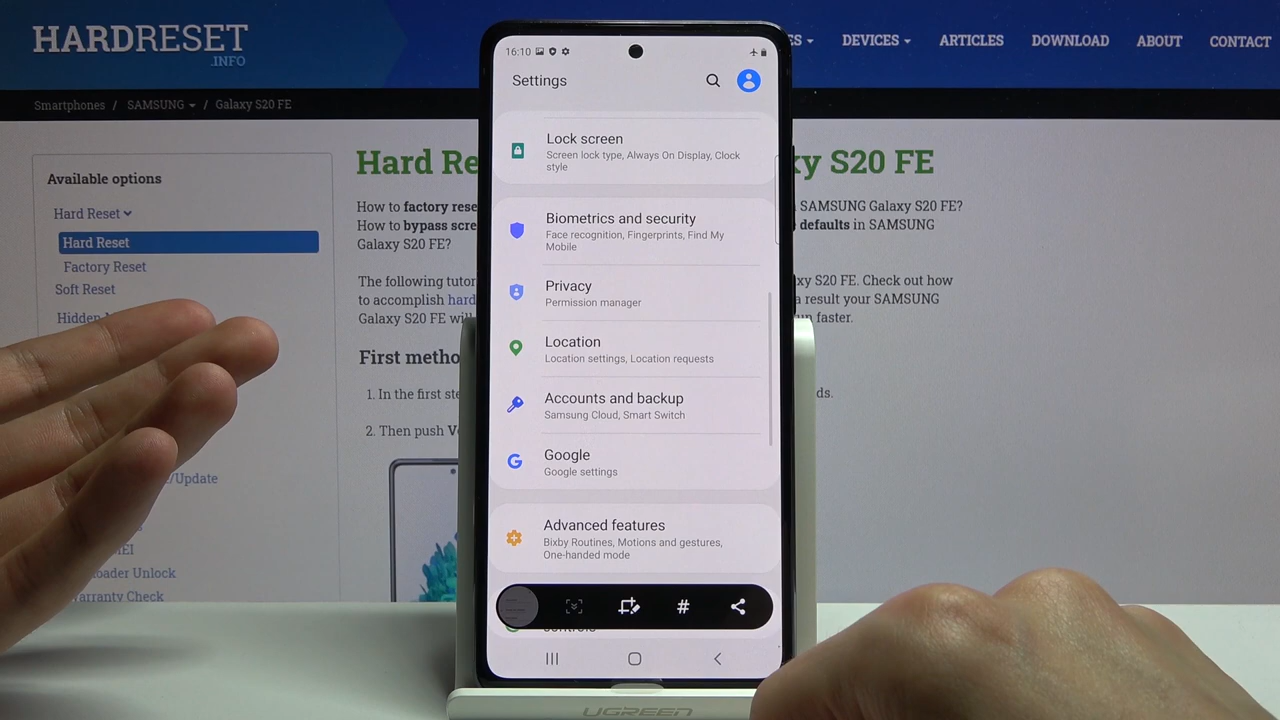 HARDRESET
.INFO
DEVICES
ARTICLES
DOWNLOAD
ABOUT
CONTACT
Smartphones / SAMSUNG / Galaxy S20 FE
Available options
Hard Reset
Hard Reset
Factory Reset
Soft Reset
/Update
Warranty Check
Hard Re
y S20 FE
How to factory rese
SAMSUNG Galaxy S20 FE?
How to bypass scre
defaults in SAMSUNG
Galaxy S20 FE?
The following tutor
xy S20 FE. Check out how
to accomplish hard
a result your SAMSUNG
Galaxy S20 FE will
faster.
First metho
1. In the first ste
ds.
2. Then push V
16:10
Settings
Lock screen
Screen lock type, Always On Display, Clock
style
Biometrics and security
Face recognition, Fingerprints, Find My
Mobile
Privacy
Permission manager
Location
Location settings, Location requests
Accounts and backup
Samsung Cloud, Smart Switch
Google
Google settings
Advanced features
Bixby Routines, Motions and gestures,
One-handed mode
#
UGREEN